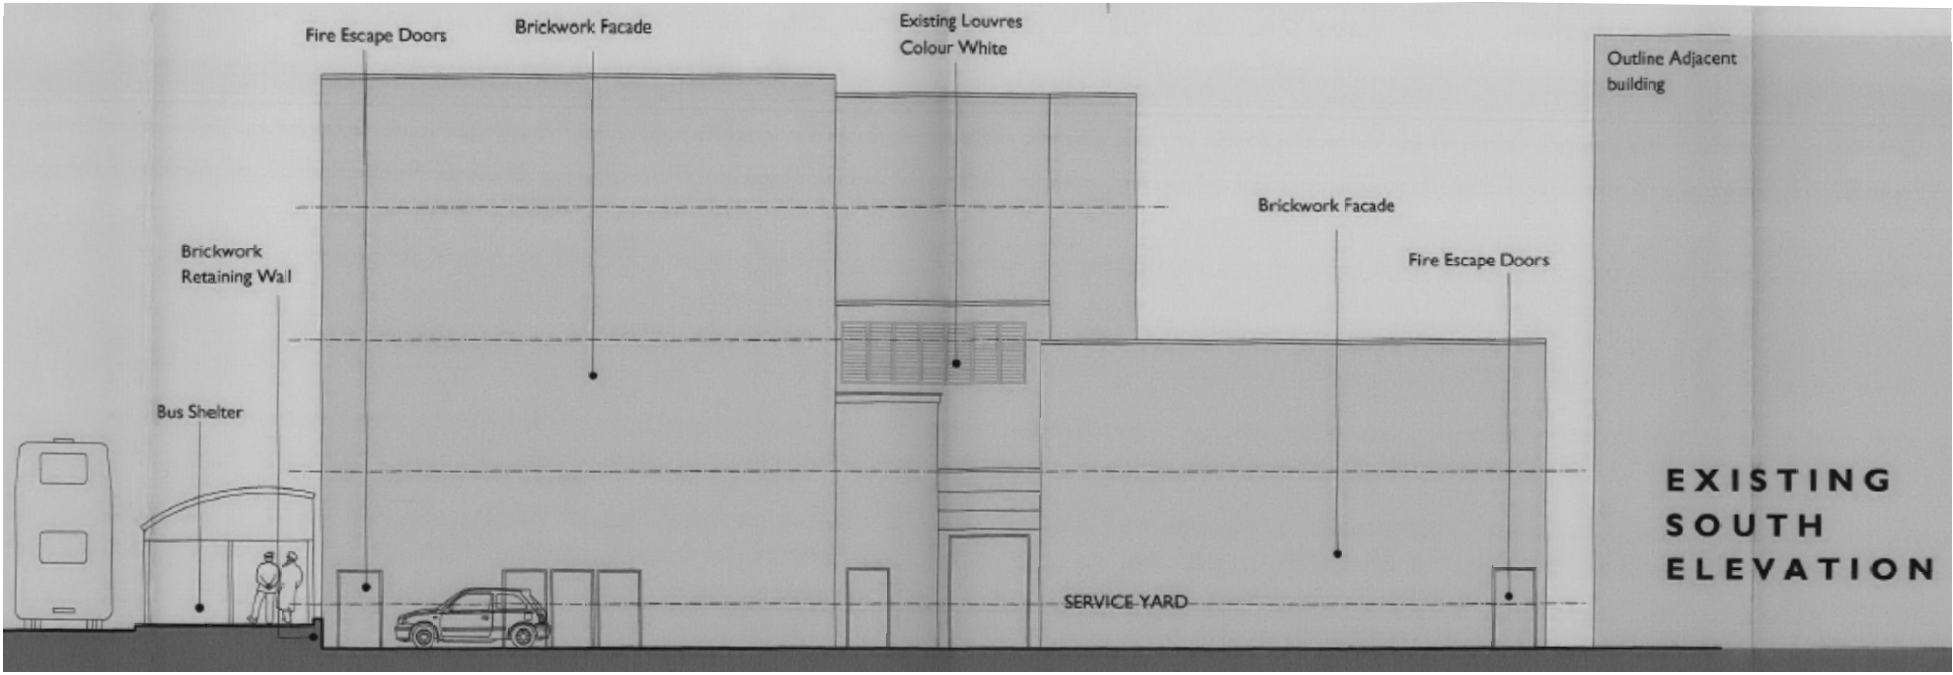 Fire Escape Doors
Brickwork Facade
Existing Louvres
Colour White
Outline Adjacent
building
Brickwork
Retaining Wall
Brickwork Facade
Fire Escape Doors
Bus Shelter
EXISTING
SOUTH
ELEVATION
SERVICE YARD